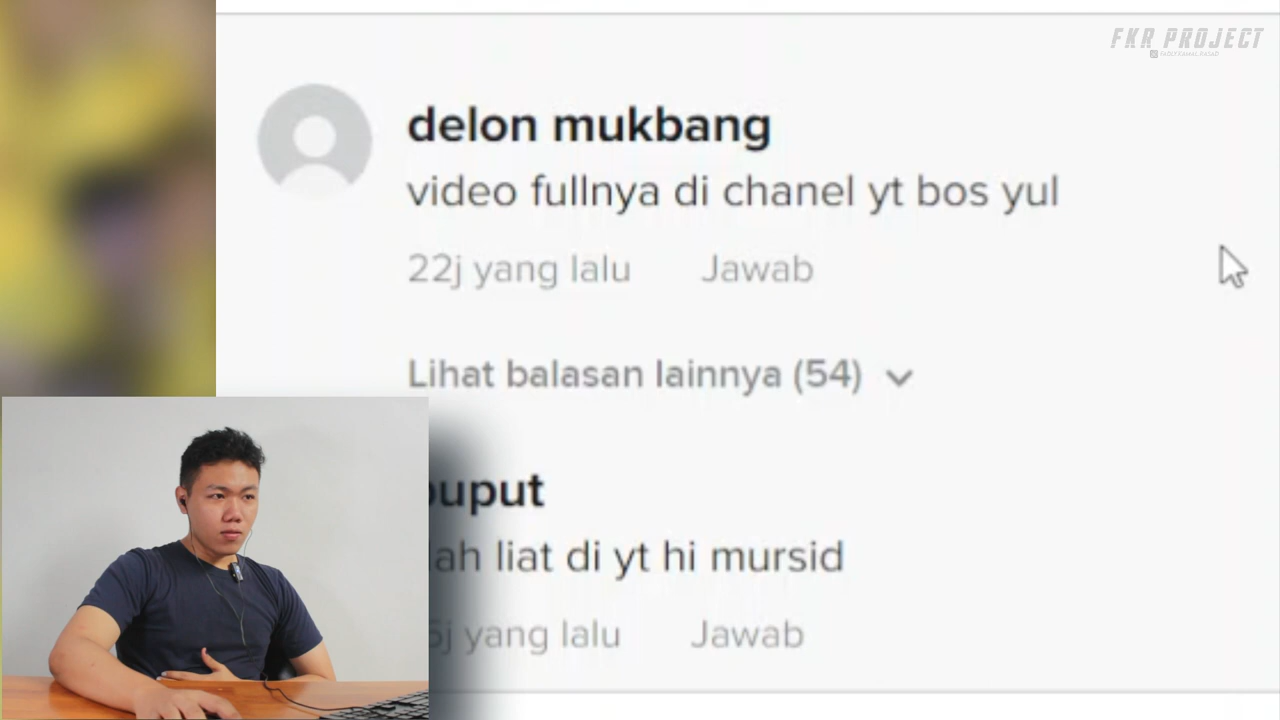 FKR PROJECT
delon mukbang
video fullnya di chanel yt bos yul
22j yang lalu Jawab
Lihat balasan lainnya (54)
puput
liat di yt hi mursid
yang lalu Jawab